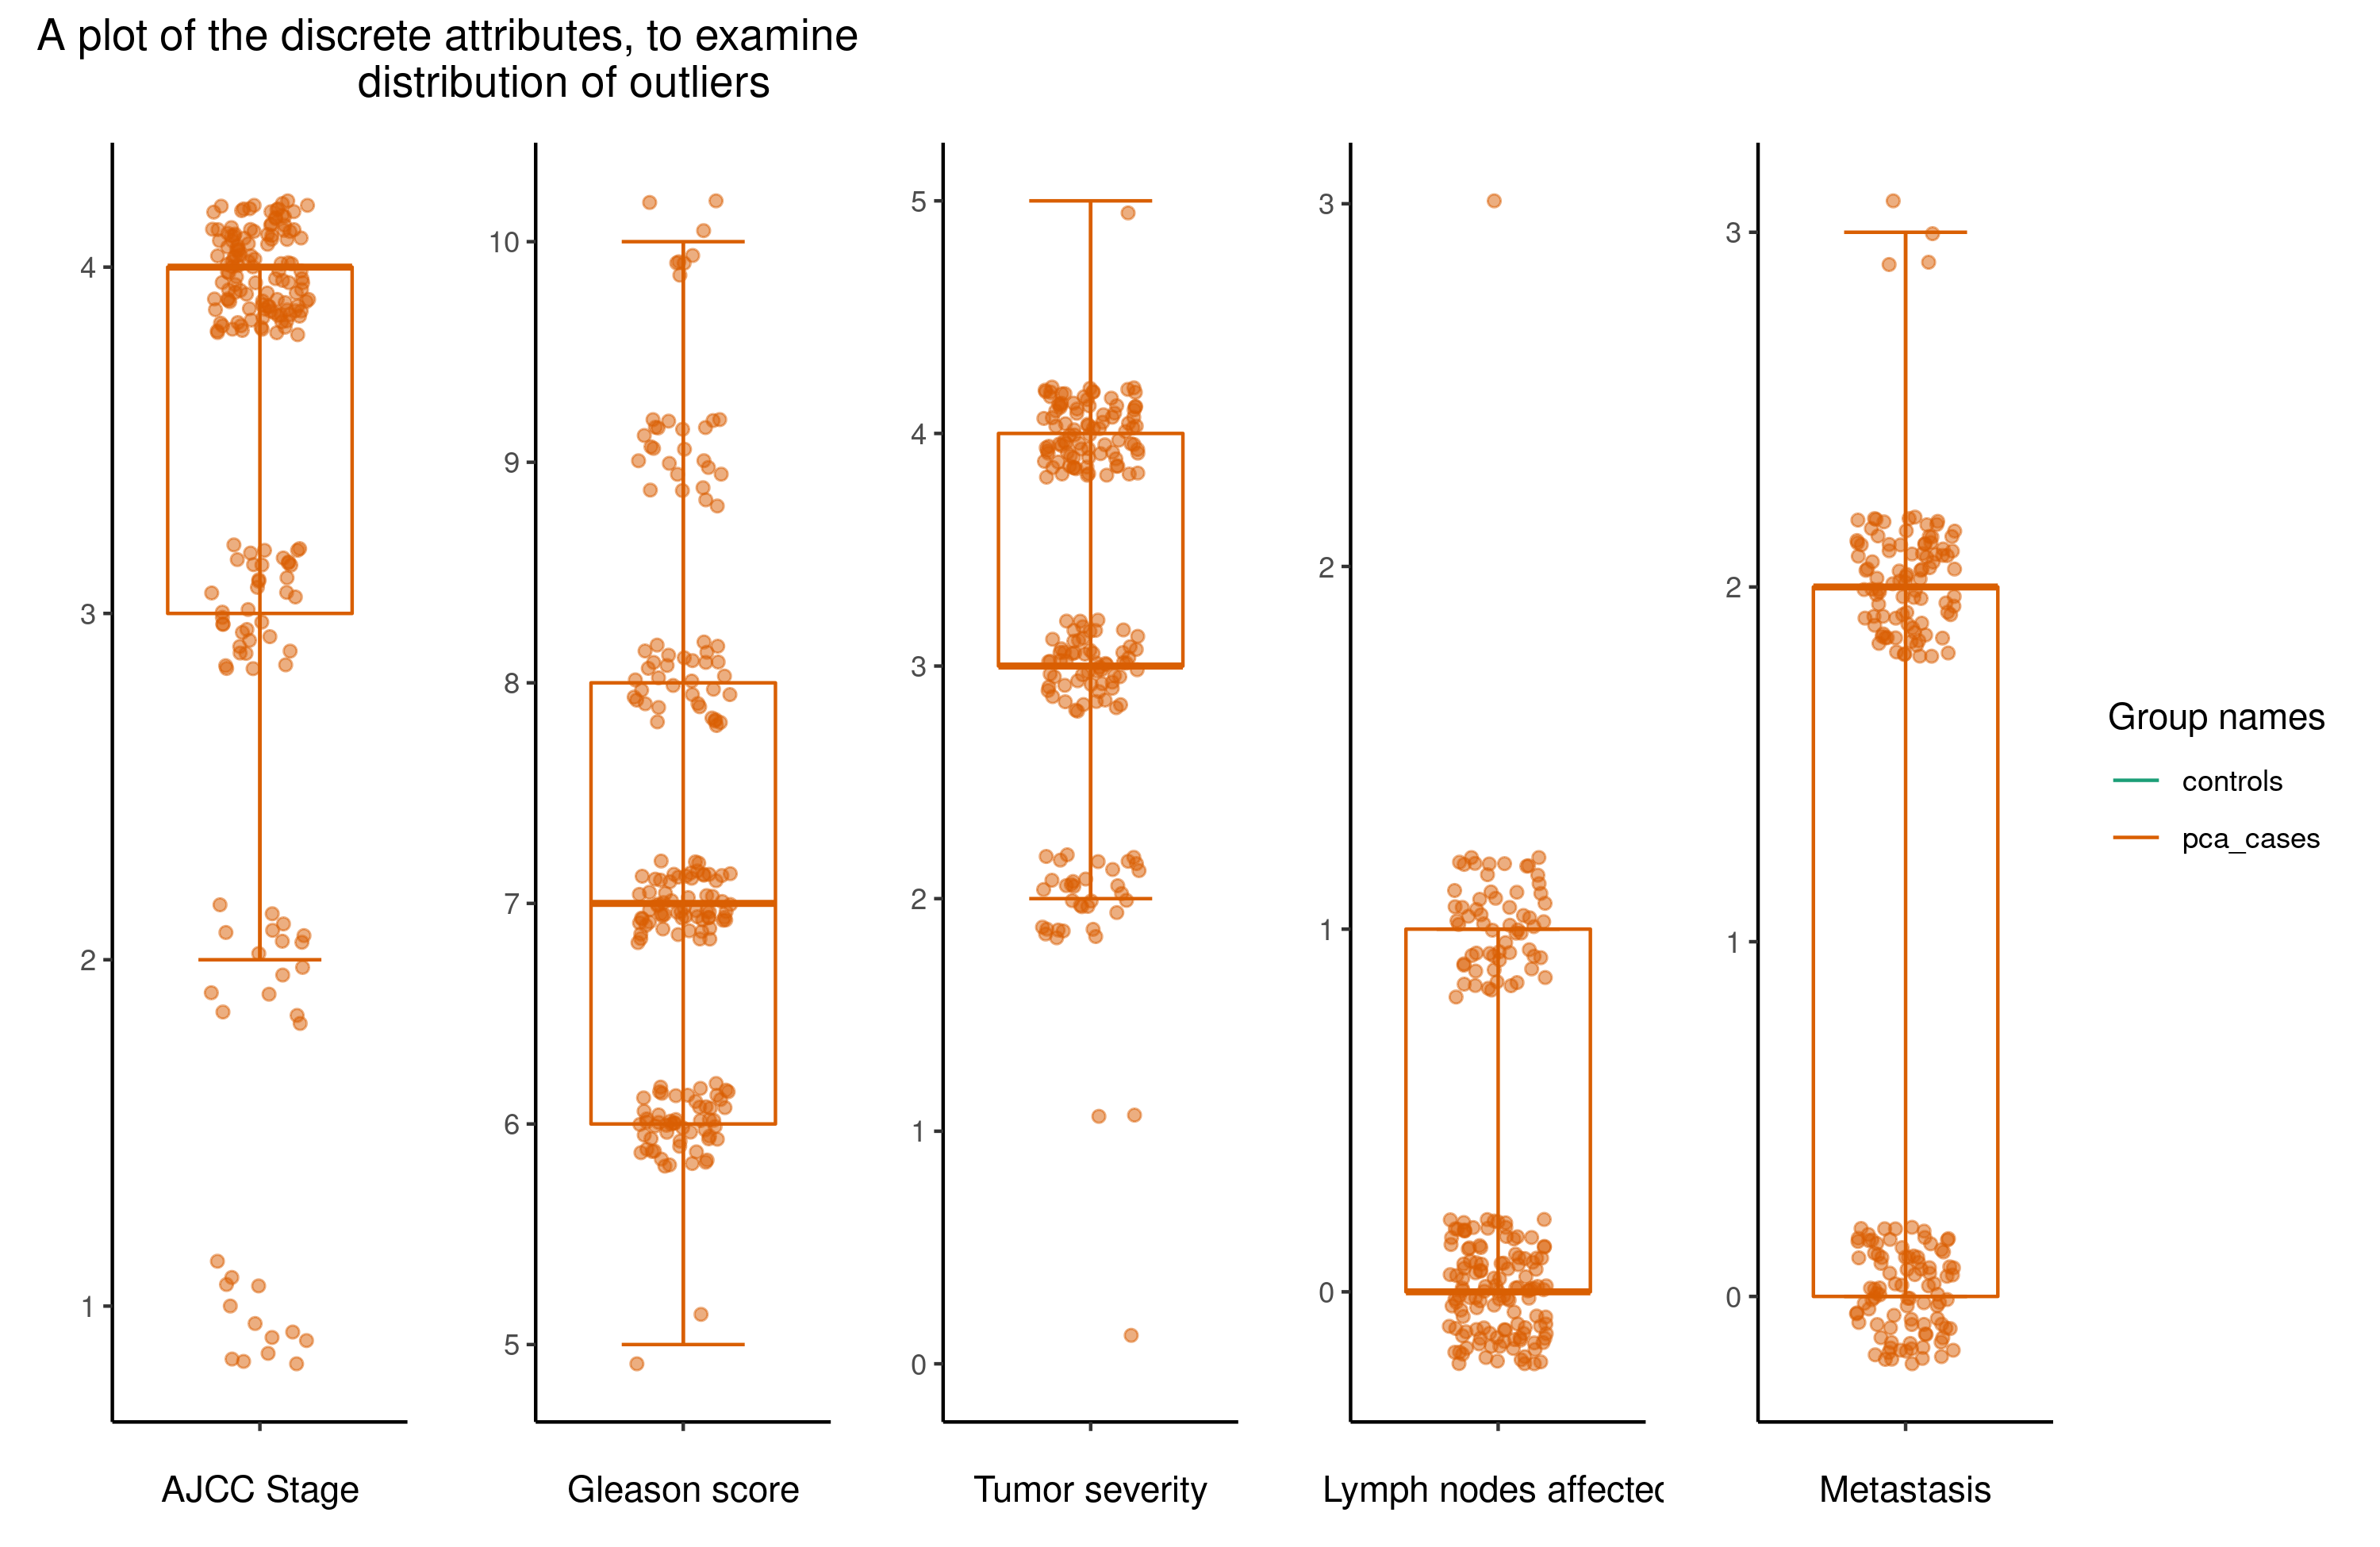 A plot of the discrete attributes, to examine
distribution of outliers
4
3
2
1
AJCC Stage
10
9
8
7
6
5
Gleason score
5
4
3
2
1
0
Tumor severity
3
2
1
0
Lymph nodes affected
3
2
1
0
Metastasis
Group names
controls
pca_cases